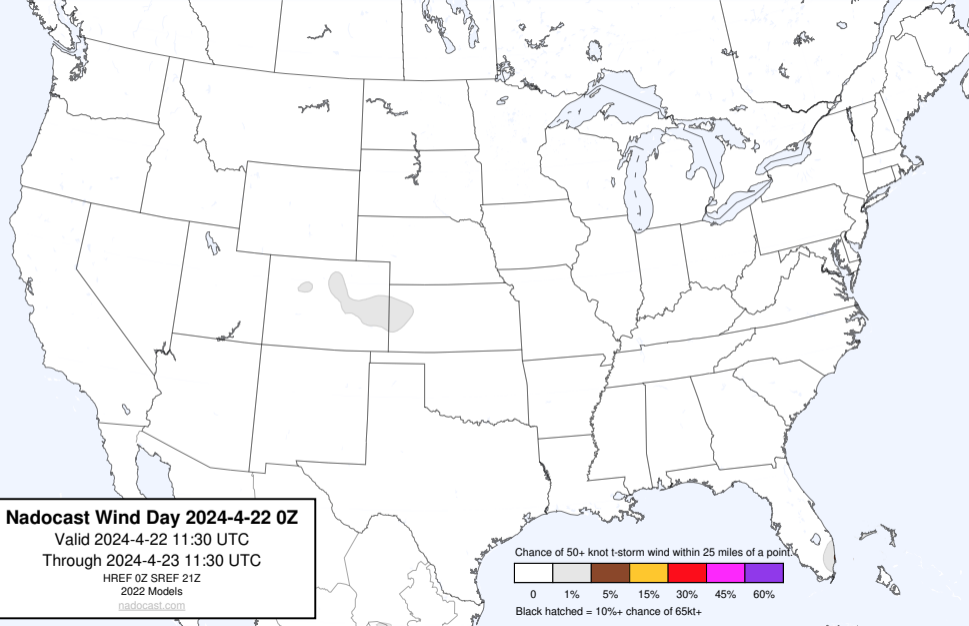 Nadocast Wind Day 2024-4-22 0Z
Valid 2024-4-22 11:30 UTC
Through 2024-4-23 11:30 UTC
HREF 0Z SREF 21Z
2022 Models
nadocast.com
Chance of 50+ knot t-storm wind within 25 miles of a point.
0 1% 5% 15% 30% 45% 60%
Black hatched = 10%+ chance of 65kt+